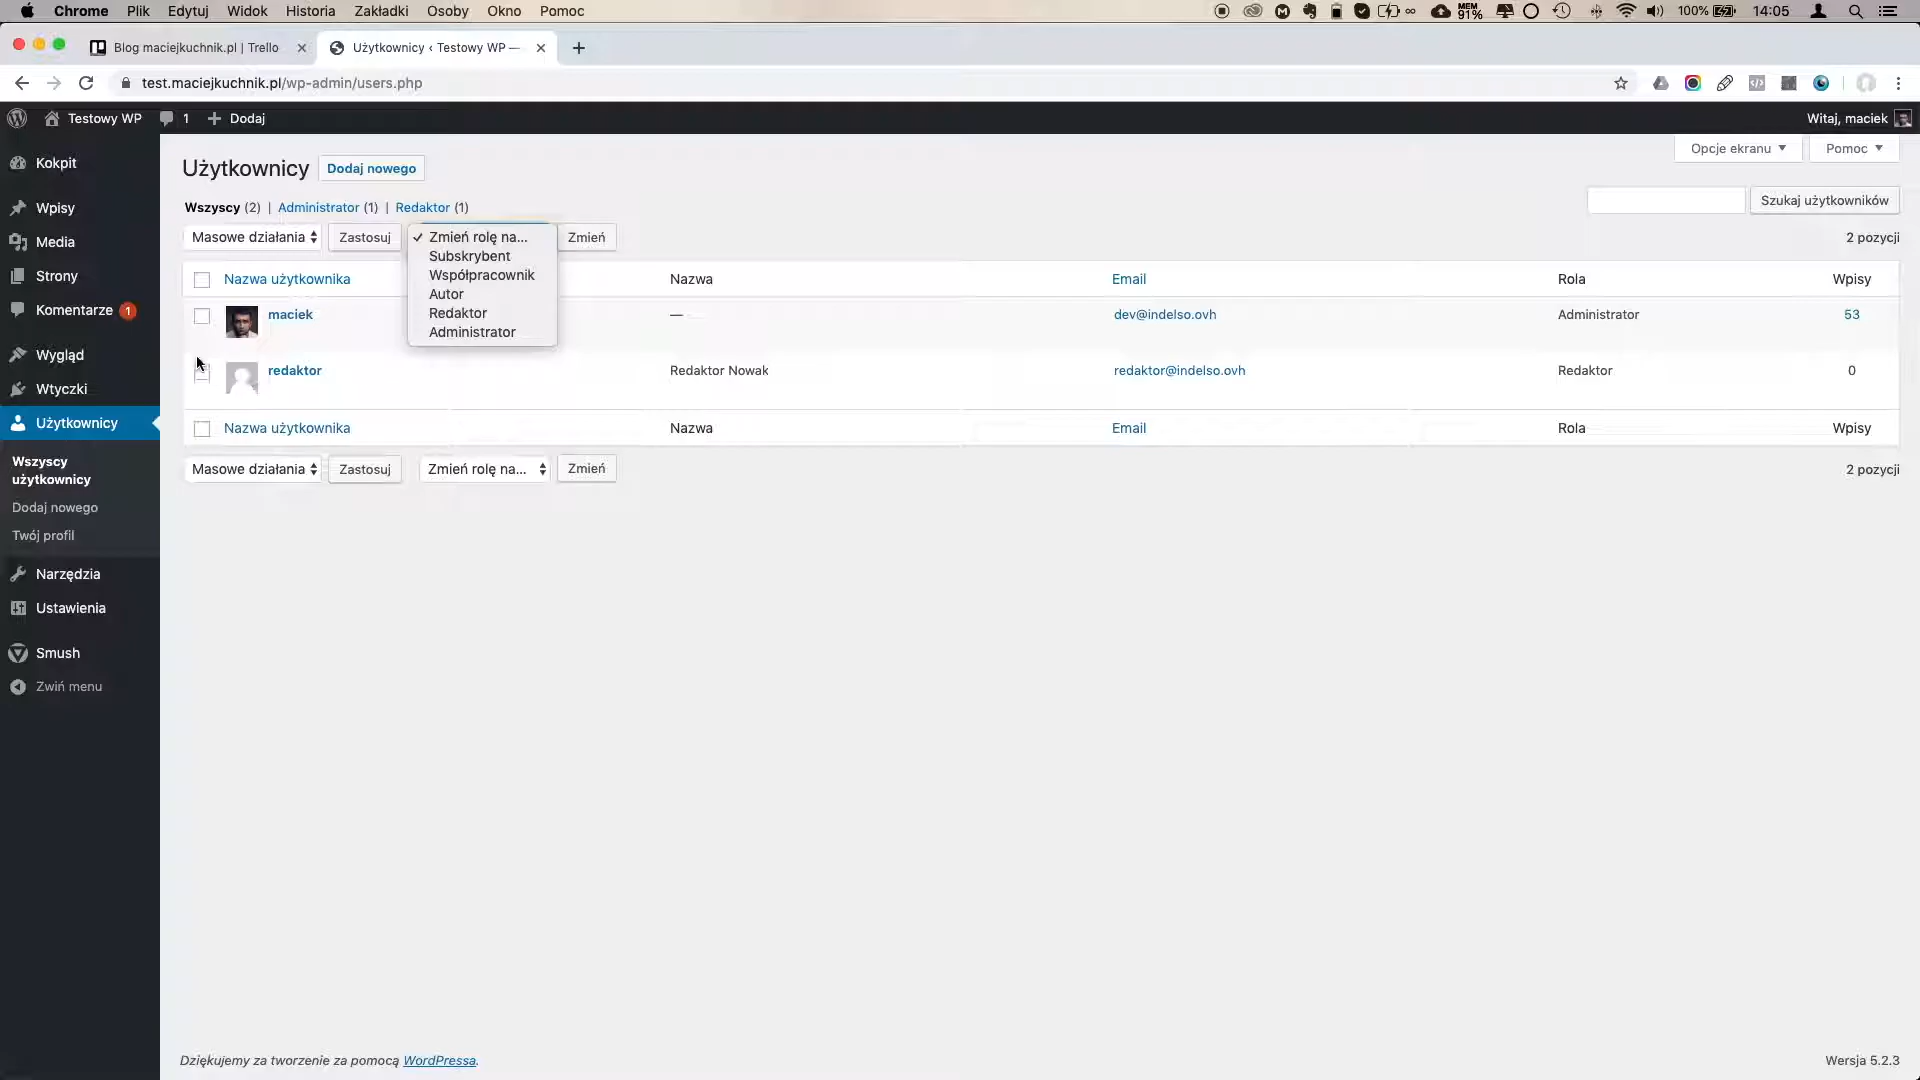 Chrome Plik Edytuj Widok Historia Zakładki Osoby Okno Pomoc MEM 91% 100% 14:05
Blog maciejkuchnik.pl | Trello Użytkownicy ‹ Testowy WP —
test.maciejkuchnik.pl/wp-admin/users.php
Testowy WP 1 Dodaj Witaj, maciek
Kokpit
Wpisy
Media
Strony
Komentarze 1
Wygląd
Wtyczki
Użytkownicy
Wszyscy
użytkownicy
Dodaj nowego
Twój profil
Narzędzia
Ustawienia
Smush
Zwiń menu
Opcje ekranu Pomoc
Użytkownicy Dodaj nowego
Wszyscy (2) | Administrator (1) | Redaktor (1)
Szukaj użytkowników
Masowe działania Zastosuj Zmień rolę na... Zmień 2 pozycji
Subskrybent
Współpracownik
Autor
Redaktor
Administrator
Nazwa użytkownika Nazwa Email Rola Wpisy
maciek — dev@indelso.ovh Administrator 53
redaktor Redaktor Nowak redaktor@indelso.ovh Redaktor 0
Nazwa użytkownika Nazwa Email Rola Wpisy
Masowe działania Zastosuj Zmień rolę na... Zmień 2 pozycji
Dziękujemy za tworzenie za pomocą WordPressa. Wersja 5.2.3